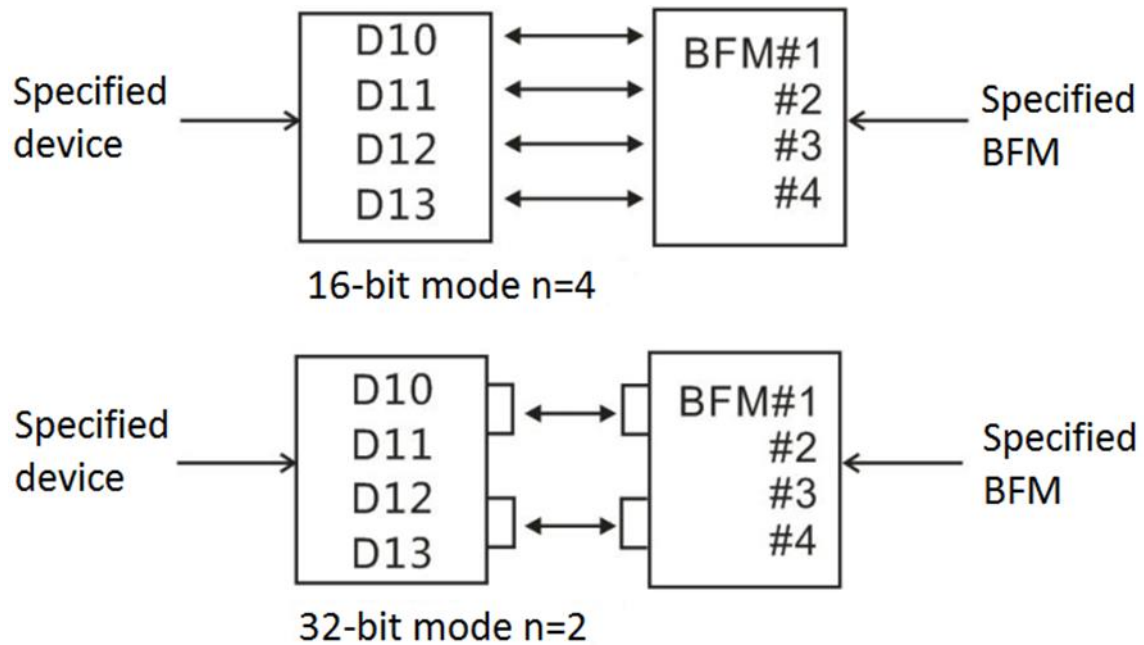 Specified
device
D10
D11
D12
D13
BFM#1
#2
#3
#4
Specified
BFM
16-bit mode n=4
Specified
device
D10
D11
D12
D13
BFM#1
#2
#3
#4
Specified
BFM
32-bit mode n=2